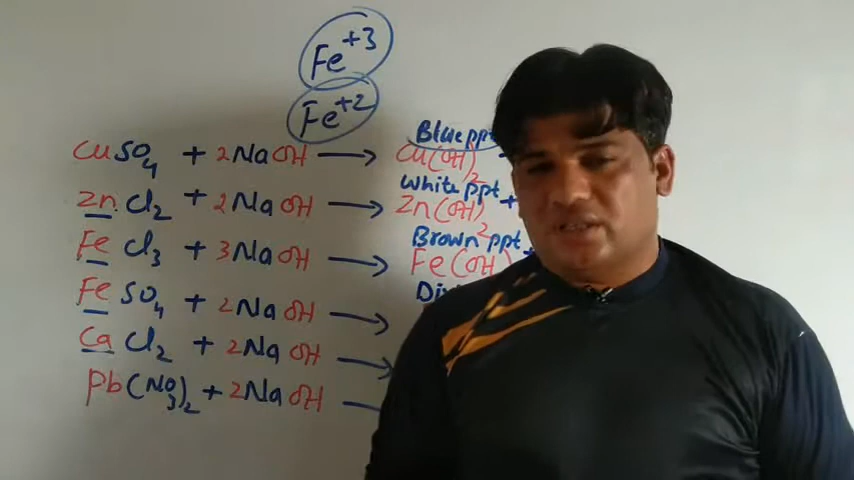 Fe+3
Fe+2
Blue ppt
CuSO4 + 2NaOH → Cu(OH)2
White ppt
ZnCl2 + 2NaOH → Zn(OH)2 +
Brown ppt
FeCl3 + 3NaOH → Fe(OH) +
FeSO4 + 2NaOH →
CaCl2 + 2NaOH →
Pb(NO3)2 + 2NaOH →